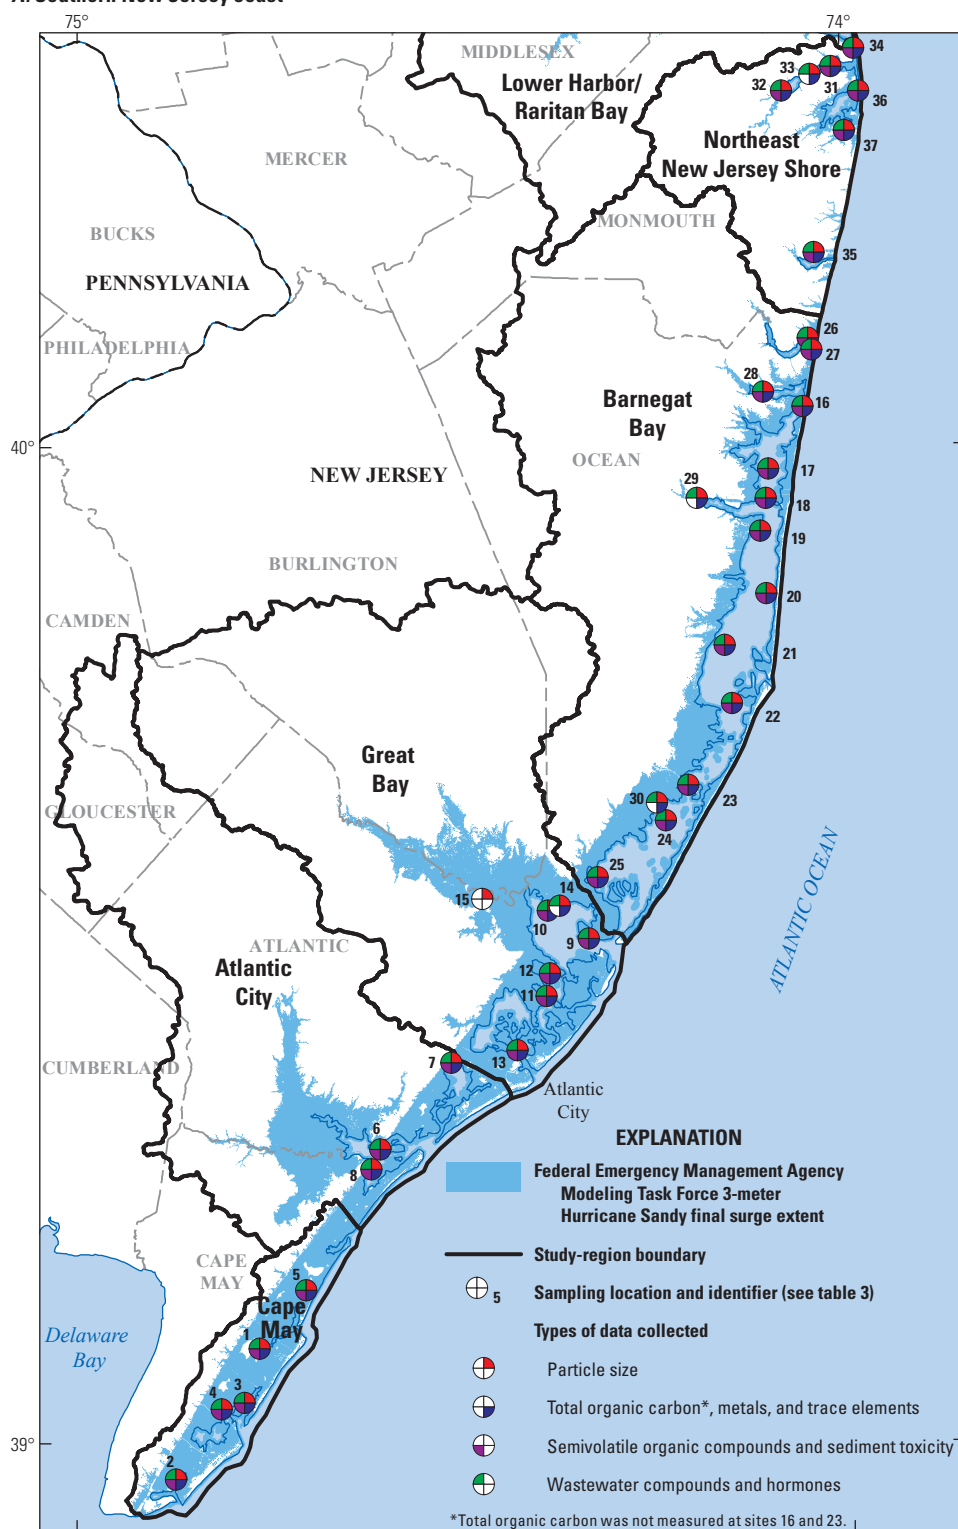 75°
74°
MIDDLESEX
Lower Harbor/
Raritan Bay
34
33
32
31
36
37
Northeast
New Jersey Shore
MERCER
MONMOUTH
BUCKS
35
PENNSYLVANIA
PHILADELPHIA
26
27
28
16
Barnegat
Bay
40°
OCEAN
NEW JERSEY
17
29
18
19
BURLINGTON
20
CAMDEN
21
22
Great
Bay
23
30
GLOUCESTER
24
ATLANTIC OCEAN
25
14
15
10
9
ATLANTIC
Atlantic
City
12
11
13
7
CUMBERLAND
Atlantic
City
6
8
EXPLANATION
Federal Emergency Management Agency
Modeling Task Force 3-meter
Hurricane Sandy final surge extent
Study-region boundary
5 Sampling location and identifier (see table 3)
Types of data collected
Particle size
Total organic carbon*, metals, and trace elements
Semivolatile organic compounds and sediment toxicity
Wastewater compounds and hormones
*Total organic carbon was not measured at sites 16 and 23.
CAPE
MAY
5
Cape
May
1
Delaware
Bay
4
3
39°
2